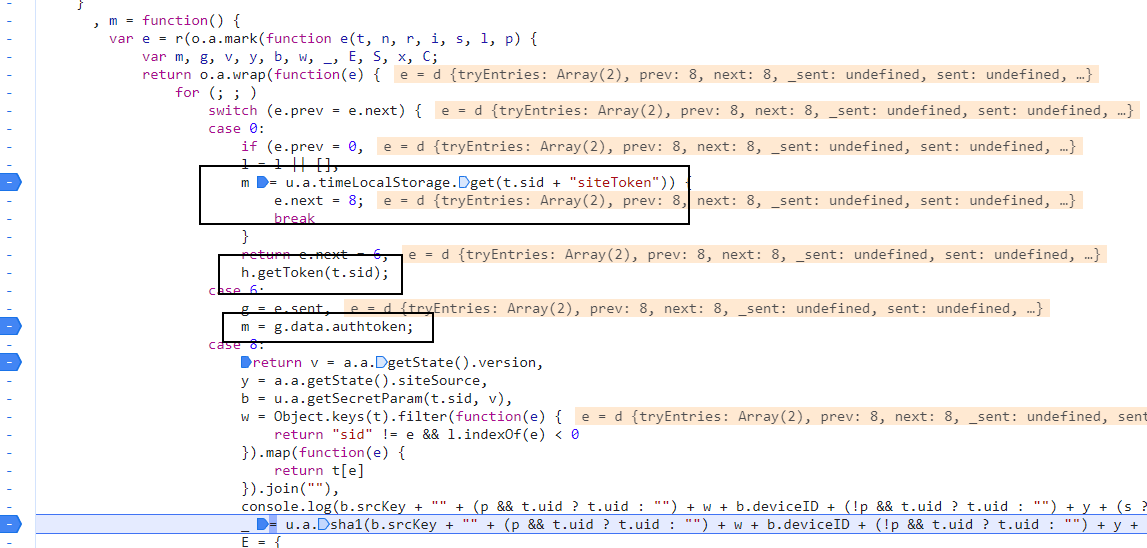 }
, m = function() {
var e = r(o.a.mark(function e(t, n, r, i, s, l, p) {
var m, g, v, y, b, w, _, E, S, x, C;
return o.a.wrap(function(e) { e = d {tryEntries: Array(2), prev: 8, next: 8, _sent: undefined, sent: undefined, …}
for (; ; )
switch (e.prev = e.next) { e = d {tryEntries: Array(2), prev: 8, next: 8, _sent: undefined, sent: undefined, …}
case 0:
if (e.prev = 0, e = d {tryEntries: Array(2), prev: 8, next: 8, _sent: undefined, sent: undefined, …}
l = l || [],
m = u.a.timeLocalStorage.get(t.sid + "siteToken")) {
e.next = 8; e = d {tryEntries: Array(2), prev: 8, next: 8, _sent: undefined, sent: undefined, …}
break
}
return e.next = 6, e = d {tryEntries: Array(2), prev: 8, next: 8, _sent: undefined, sent: undefined, …}
h.getToken(t.sid);
case 6:
g = e.sent, e = d {tryEntries: Array(2), prev: 8, next: 8, _sent: undefined, sent: undefined, …}
m = g.data.authtoken;
case 8:
return v = a.a.getState().version,
y = a.a.getState().siteSource,
b = u.a.getSecretParam(t.sid, v),
w = Object.keys(t).filter(function(e) { e = d {tryEntries: Array(2), prev: 8, next: 8, _sent: undefined, sent
return "sid" != e && l.indexOf(e) < 0
}).map(function(e) {
return t[e]
}).join(""),
console.log(b.srcKey + "" + (p && t.uid ? t.uid : "") + w + b.deviceID + (!p && t.uid ? t.uid : "") + y + (s ?
_ = u.a.sha1(b.srcKey + "" + (p && t.uid ? t.uid : "") + w + b.deviceID + (!p && t.uid ? t.uid : "") + y +
E = {